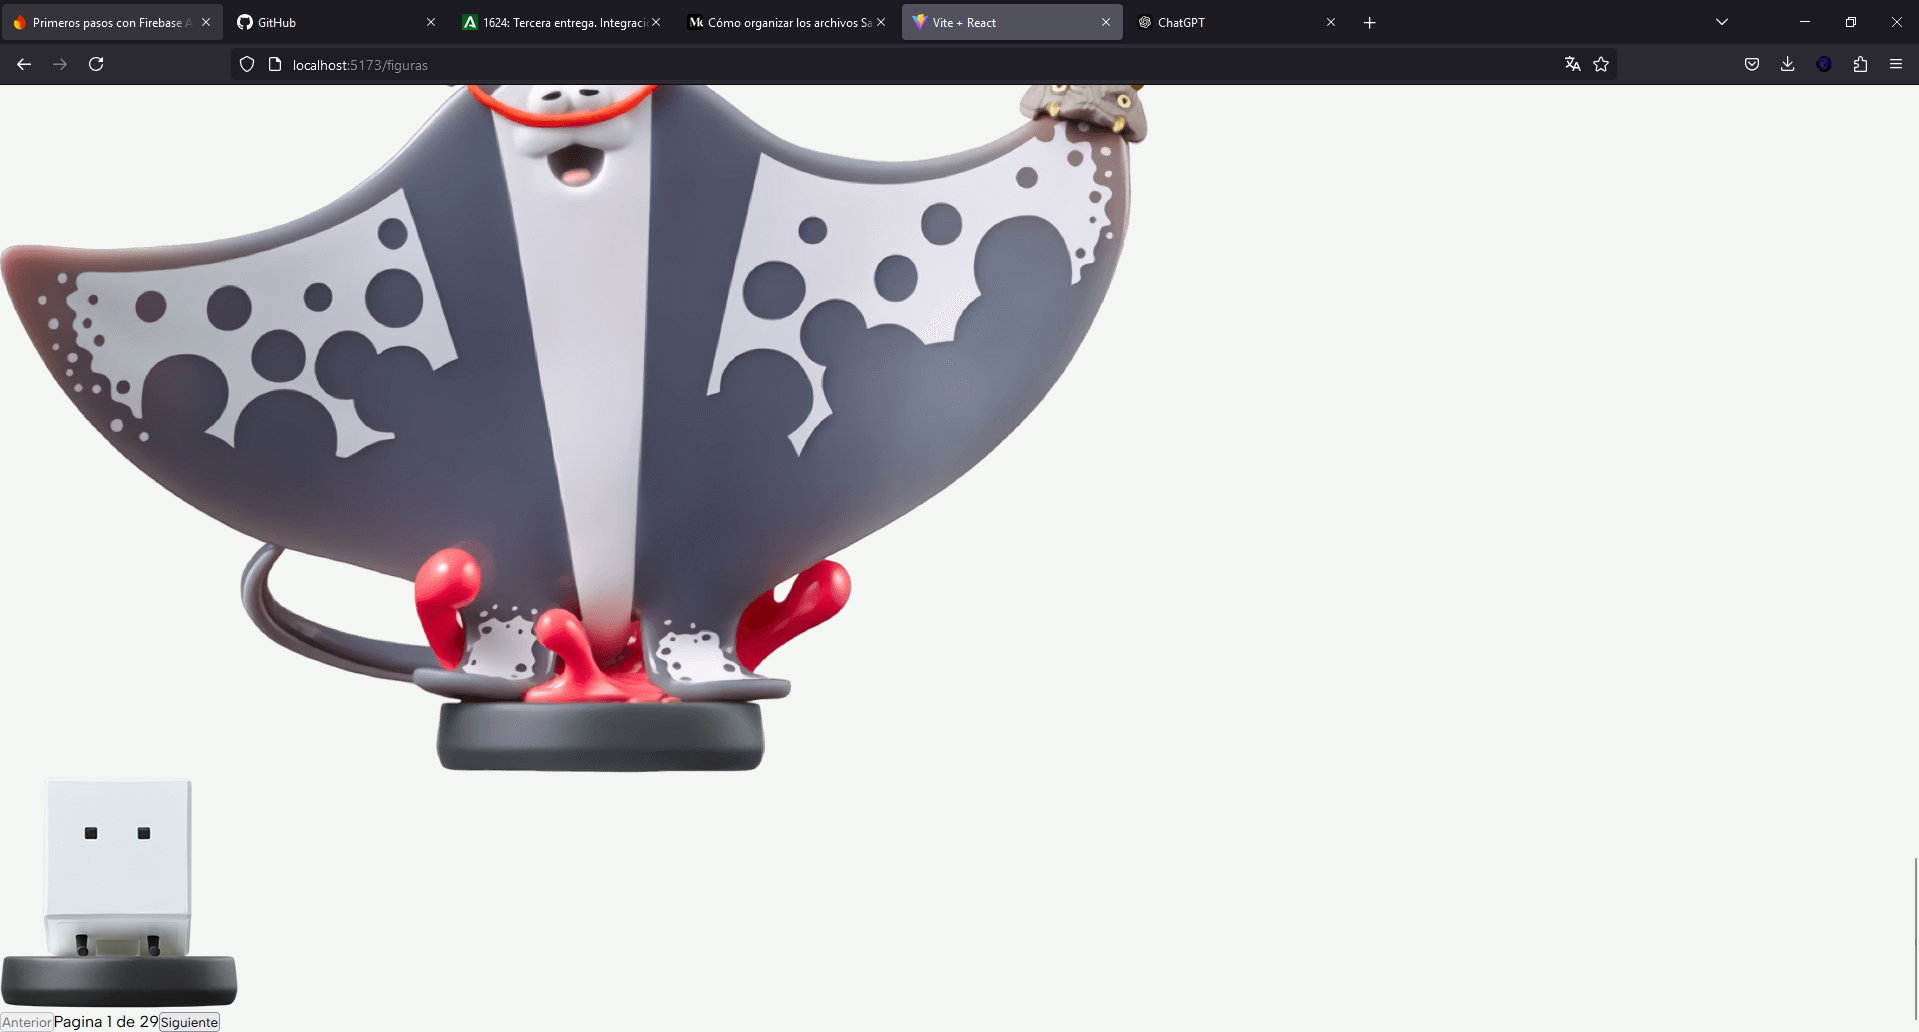 Primeros pasos con Firebase A
GitHub
1624: Tercera entrega. Integraci
Cómo organizar los archivos Sa
Vite + React
ChatGPT
localhost:5173/figuras
Anterior Pagina 1 de 29 Siguiente